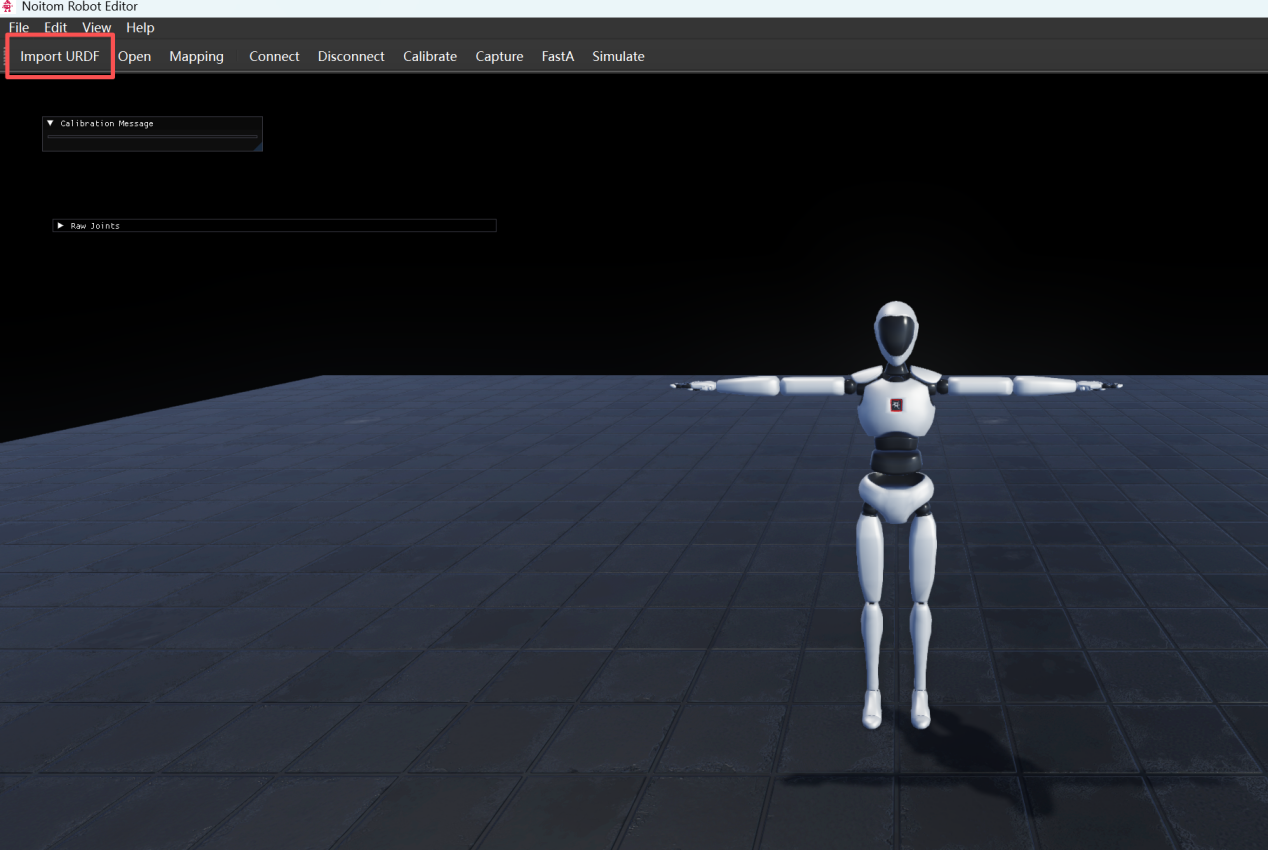 Noitom Robot Editor
File Edit View Help
Import URDF Open Mapping Connect Disconnect Calibrate Capture FastA Simulate
Calibration Message
Raw Joints